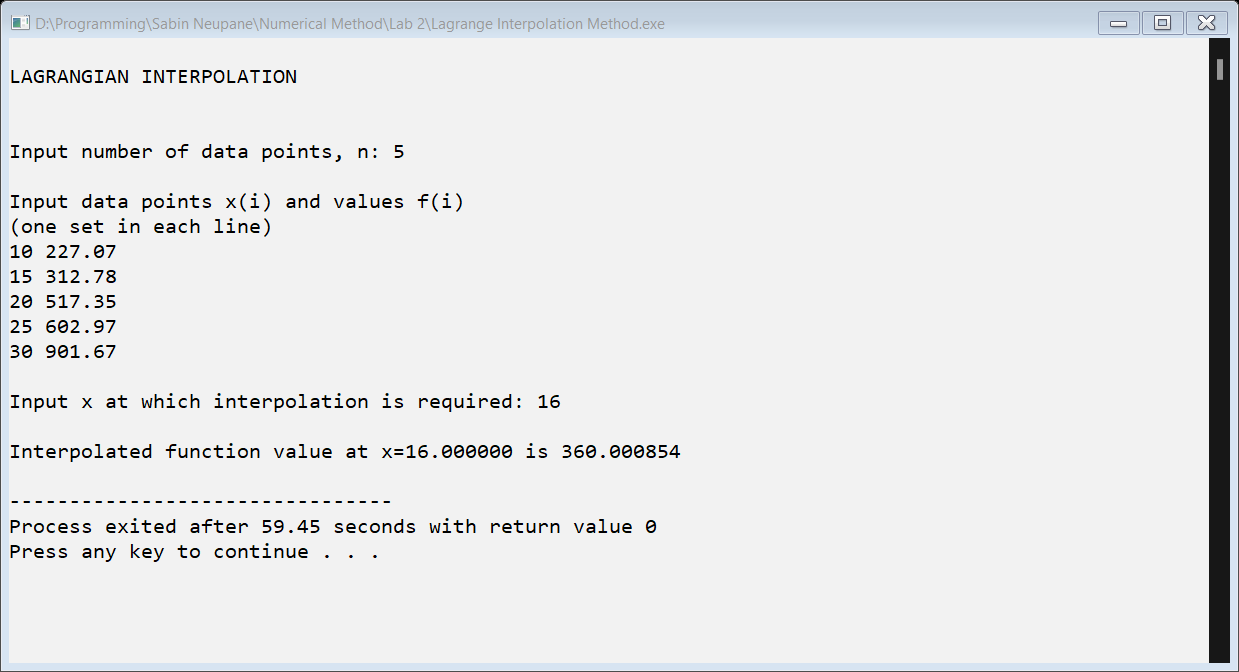 D:\Programming\Sabin Neupane\Numerical Method\Lab 2\Lagrange Interpolation Method.exe
LAGRANGIAN INTERPOLATION
Input number of data points, n: 5
Input data points x(i) and values f(i)
(one set in each line)
10 227.07
15 312.78
20 517.35
25 602.97
30 901.67
Input x at which interpolation is required: 16
Interpolated function value at x=16.000000 is 360.000854
--------------------------------
Process exited after 59.45 seconds with return value 0
Press any key to continue . . .